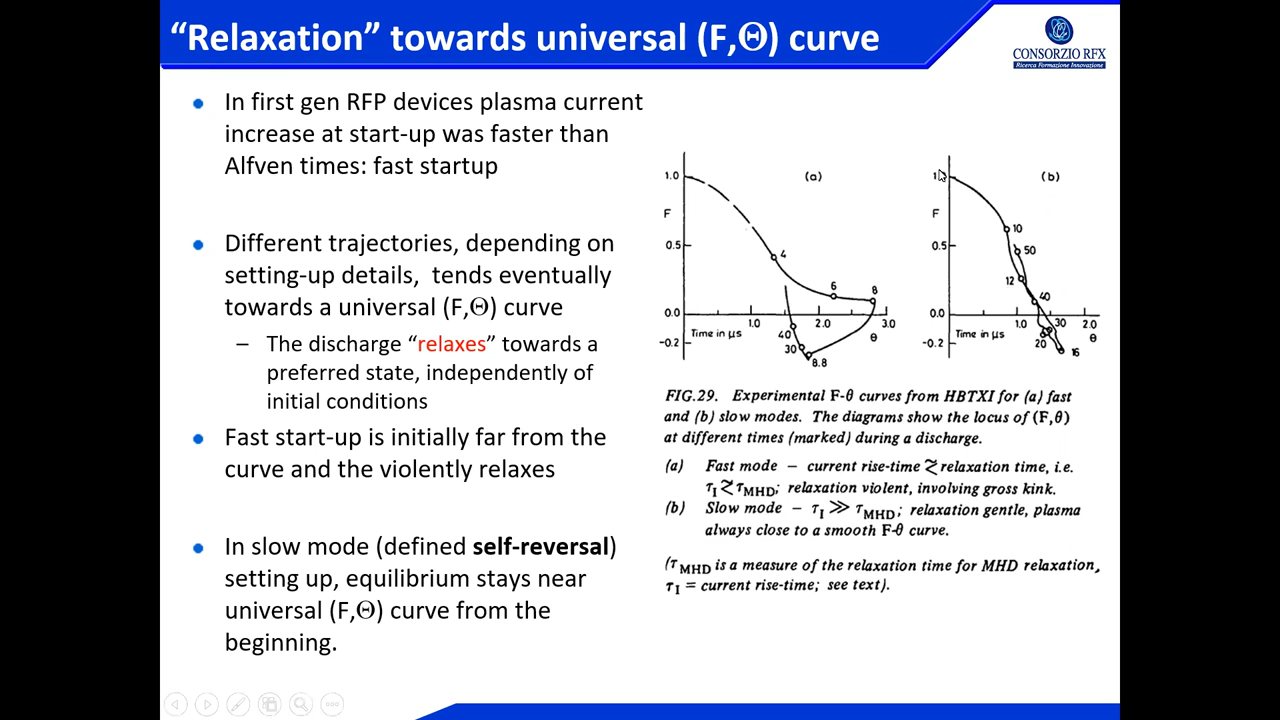 “Relaxation” towards universal (F,Θ) curve
CONSORZIO RFX
Ricerca Formazione Innovazione
In first gen RFP devices plasma current
increase at start-up was faster than
Alfven times: fast startup
Different trajectories, depending on
setting-up details, tends eventually
towards a universal (F,Θ) curve
– The discharge “relaxes” towards a
preferred state, independently of
initial conditions
Fast start-up is initially far from the
curve and the violently relaxes
In slow mode (defined self-reversal)
setting up, equilibrium stays near
universal (F,Θ) curve from the
beginning.
(a)
1.0
F
0.5
0.0
-0.2
Time in μs
1.0
2.0
3.0
θ
4
6
8
40
30
8.8
(b)
F
0.5
0.0
-0.2
Time in μs
1.0
2.0
θ
10
50
12
40
30
20
16
FIG.29. Experimental F-θ curves from HBTXI for (a) fast
and (b) slow modes. The diagrams show the locus of (F,θ)
at different times (marked) during a discharge.
(a) Fast mode – current rise-time ≳ relaxation time, i.e.
τI ≳ τMHD; relaxation violent, involving gross kink.
(b) Slow mode – τI ≫ τMHD; relaxation gentle, plasma
always close to a smooth F-θ curve.
(τMHD is a measure of the relaxation time for MHD relaxation,
τI = current rise-time; see text).